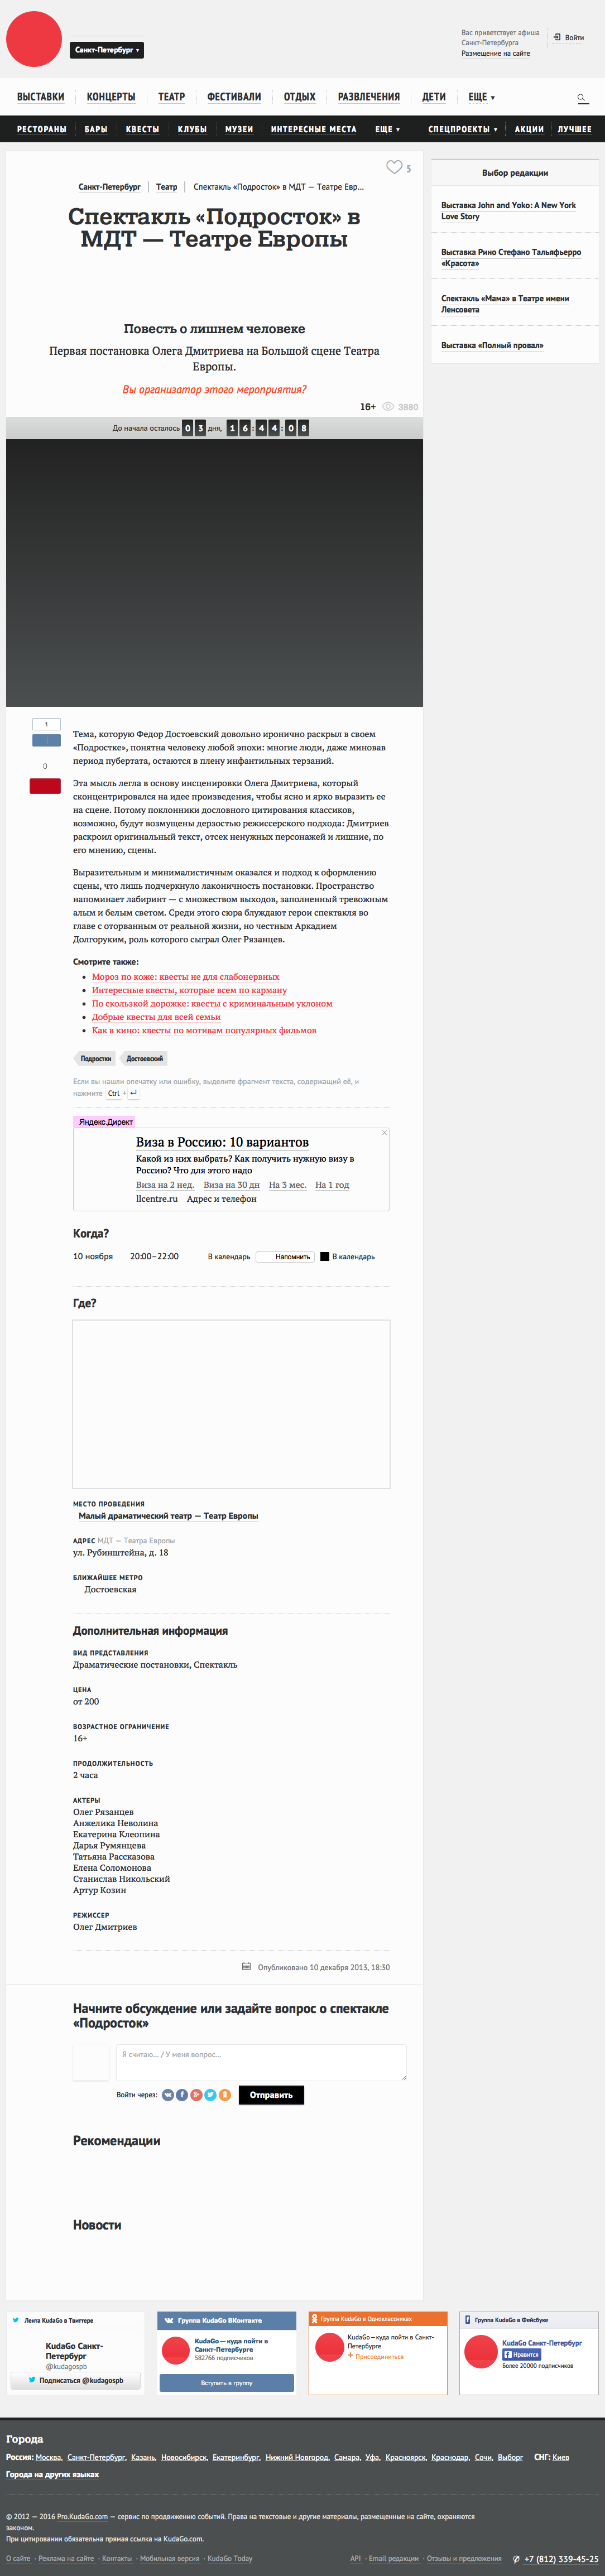 Санкт-Петербург ▾
Вас приветствует афиша
Санкт-Петербурга
Размещение на сайте
Войти
ВЫСТАВКИ КОНЦЕРТЫ ТЕАТР ФЕСТИВАЛИ ОТДЫХ РАЗВЛЕЧЕНИЯ ДЕТИ ЕЩЕ ▾
РЕСТОРАНЫ БАРЫ КВЕСТЫ КЛУБЫ МУЗЕИ ИНТЕРЕСНЫЕ МЕСТА ЕЩЕ ▾ СПЕЦПРОЕКТЫ ▾ АКЦИИ ЛУЧШЕЕ
5
Санкт-Петербург Театр Спектакль «Подросток» в МДТ — Театре Евр...
Спектакль «Подросток» в
МДТ — Театре Европы
Повесть о лишнем человеке
Первая постановка Олега Дмитриева на Большой сцене Театра
Европы.
Вы организатор этого мероприятия?
16+ 3880
До начала осталось 0 3 дня, 1 6 : 4 4 : 0 8
1
0
Тема, которую Федор Достоевский довольно иронично раскрыл в своем
«Подростке», понятна человеку любой эпохи: многие люди, даже миновав
период пубертата, остаются в плену инфантильных терзаний.
Эта мысль легла в основу инсценировки Олега Дмитриева, который
сконцентрировался на идее произведения, чтобы ясно и ярко выразить ее
на сцене. Потому поклонники дословного цитирования классиков,
возможно, будут возмущены дерзостью режиссерского подхода: Дмитриев
раскроил оригинальный текст, отсек ненужных персонажей и лишние, по
его мнению, сцены.
Выразительным и минималистичным оказался и подход к оформлению
сцены, что лишь подчеркнуло лаконичность постановки. Пространство
напоминает лабиринт — с множеством выходов, заполненный тревожным
алым и белым светом. Среди этого сюра блуждают герои спектакля во
главе с оторванным от реальной жизни, но честным Аркадием
Долгоруким, роль которого сыграл Олег Рязанцев.
Смотрите также:
Мороз по коже: квесты не для слабонервных
Интересные квесты, которые всем по карману
По скользкой дорожке: квесты с криминальным уклоном
Добрые квесты для всей семьи
Как в кино: квесты по мотивам популярных фильмов
Подростки Достоевский
Если вы нашли опечатку или ошибку, выделите фрагмент текста, содержащий её, и
нажмите Ctrl + ↵
Яндекс.Директ
Виза в Россию: 10 вариантов
Какой из них выбрать? Как получить нужную визу в
Россию? Что для этого надо
Виза на 2 нед. Виза на 30 дн На 3 мес. На 1 год
llcentre.ru Адрес и телефон
Когда?
10 ноября 20:00–22:00 В календарь Напомнить В календарь
Где?
МЕСТО ПРОВЕДЕНИЯ
Малый драматический театр — Театр Европы
АДРЕС МДТ — Театра Европы
ул. Рубинштейна, д. 18
БЛИЖАЙШЕЕ МЕТРО
Достоевская
Дополнительная информация
ВИД ПРЕДСТАВЛЕНИЯ
Драматические постановки, Спектакль
ЦЕНА
от 200
ВОЗРАСТНОЕ ОГРАНИЧЕНИЕ
16+
ПРОДОЛЖИТЕЛЬНОСТЬ
2 часа
АКТЕРЫ
Олег Рязанцев
Анжелика Неволина
Екатерина Клеопина
Дарья Румянцева
Татьяна Рассказова
Елена Соломонова
Станислав Никольский
Артур Козин
РЕЖИССЕР
Олег Дмитриев
Опубликовано 10 декабря 2013, 18:30
Начните обсуждение или задайте вопрос о спектакле
«Подросток»
Я считаю... / У меня вопрос...
Войти через: Отправить
Рекомендации
Новости
Выбор редакции
Выставка John and Yoko: A New York
Love Story
Выставка Рино Стефано Тальяфьерро
«Красота»
Спектакль «Мама» в Театре имени
Ленсовета
Выставка «Полный провал»
Лента KudaGo в Твиттере
KudaGo Санкт-
Петербург
@kudagospb
Подписаться @kudagospb
Группа KudaGo ВКонтакте
KudaGo—куда пойти в
Санкт-Петербурге
582766 подписчиков
Вступить в группу
Группа KudaGo в Одноклассниках
KudaGo—куда пойти в Санкт-
Петербурге
+ Присоединиться
Группа KudaGo в Фейсбуке
KudaGo Санкт-Петербург
Нравится
Более 20000 подписчиков
Города
Россия: Москва, Санкт-Петербург, Казань, Новосибирск, Екатеринбург, Нижний Новгород, Самара, Уфа, Красноярск, Краснодар, Сочи, Выборг СНГ: Киев
Города на других языках
© 2012 — 2016 Pro.KudaGo.com — сервис по продвижению событий. Права на текстовые и другие материалы, размещенные на сайте, охраняются
законом.
При цитировании обязательна прямая ссылка на KudaGo.com.
О сайте · Реклама на сайте · Контакты · Мобильная версия · KudaGo Today API · Email редакции · Отзывы и предложения +7 (812) 339-45-25